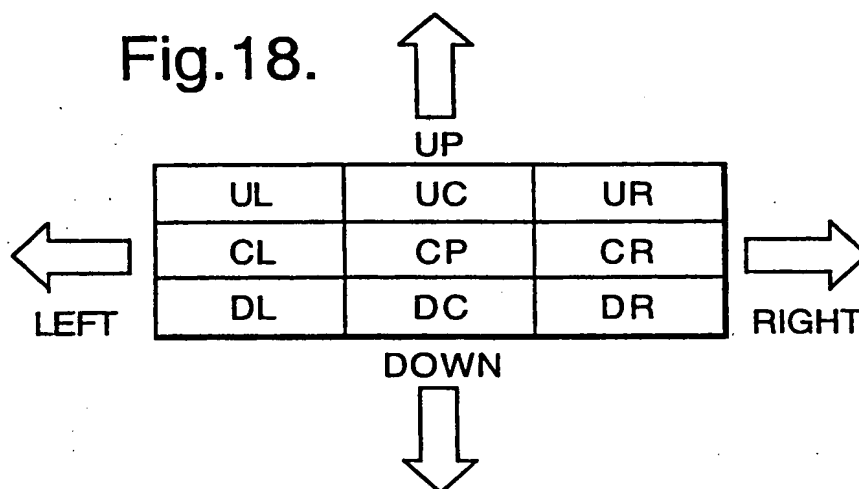 Fig.18.
UP
UL UC UR
CL CP CR
LEFT DL DC DR RIGHT
DOWN